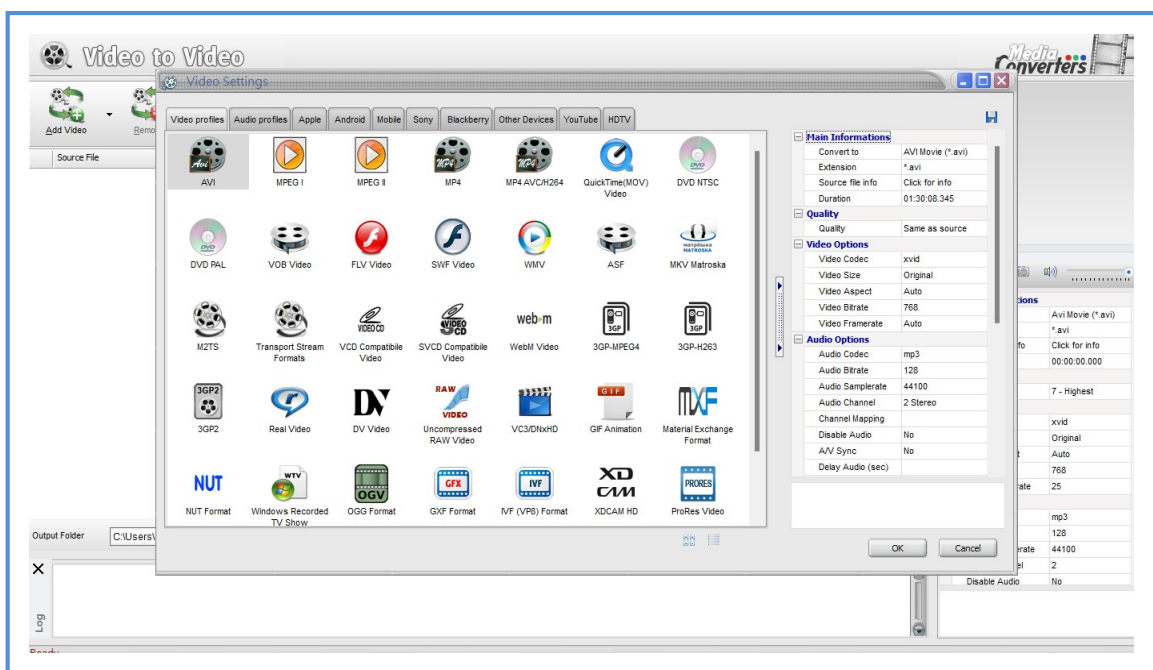 Video to Video
Media
Converters
Add Video
Remo
Source File
Video Settings
Video profiles Audio profiles Apple Android Mobile Sony Blackberry Other Devices YouTube HDTV
AVI MPEG I MPEG II MP4 MP4 AVC/H264 QuickTime(MOV) Video DVD NTSC
DVD PAL VOB Video FLV Video SWF Video WMV ASF MKV Matroska
M2TS Transport Stream Formats VCD Compatibile Video SVCD Compatibile Video WebM Video 3GP-MPEG4 3GP-H263
3GP2 Real Video DV Video Uncompressed RAW Video VC3/DNxHD GIF Animation Material Exchange Format
NUT Format Windows Recorded TV Show OGG Format GXF Format IVF (VP8) Format XDCAM HD ProRes Video
Main Informations
Convert to AVI Movie (*.avi)
Extension *.avi
Source file info Click for info
Duration 01:30:08.345
Quality
Quality Same as source
Video Options
Video Codec xvid
Video Size Original
Video Aspect Auto
Video Bitrate 768
Video Framerate Auto
Audio Options
Audio Codec mp3
Audio Bitrate 128
Audio Samplerate 44100
Audio Channel 2 Stereo
Channel Mapping
Disable Audio No
A/V Sync No
Delay Audio (sec)
OK Cancel
tions
Avi Movie (*.avi)
*.avi
fo Click for info
00:00:00.000
7 - Highest
xvid
Original
t Auto
768
rate 25
mp3
128
erate 44100
el 2
Disable Audio No
Output Folder C:\Users\
Log
Ready